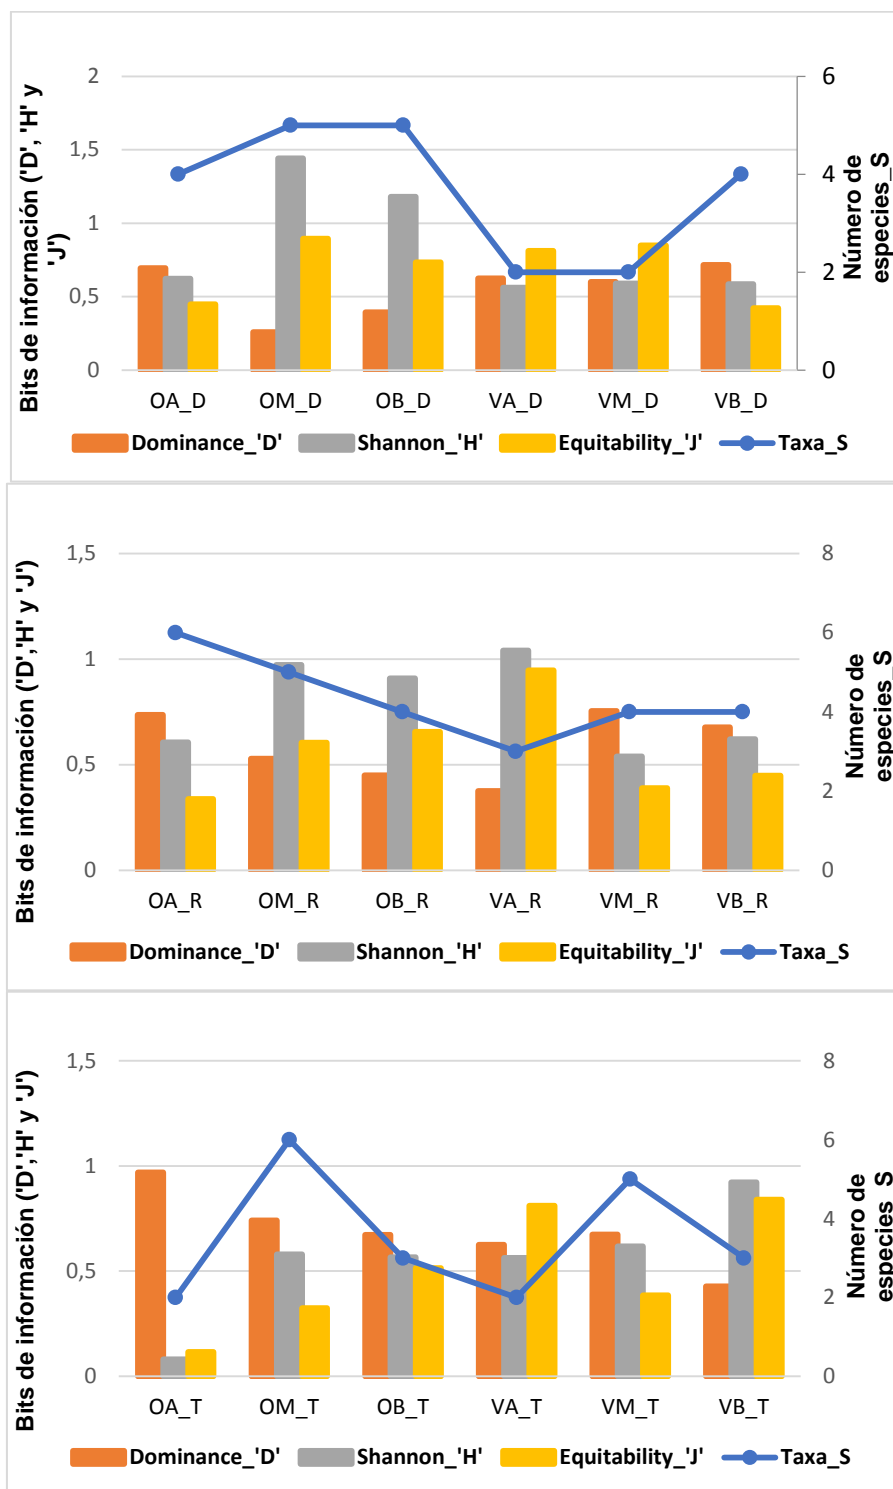 Bits de información ('D', 'H' y
'J')
2
1,5
1
0,5
0
6
4
2
0
Número de
especies_S
OA_D OM_D OB_D VA_D VM_D VB_D
Dominance_'D' Shannon_'H' Equitability_'J' Taxa_S
Bits de información ('D','H' y 'J')
1,5
1
0,5
0
8
6
4
2
0
Número de
especies_S
OA_R OM_R OB_R VA_R VM_R VB_R
Dominance_'D' Shannon_'H' Equitability_'J' Taxa_S
Bits de información ('D','H' y 'J')
1,5
1
0,5
0
8
6
4
2
0
Número de
especies_S
OA_T OM_T OB_T VA_T VM_T VB_T
Dominance_'D' Shannon_'H' Equitability_'J' Taxa_S